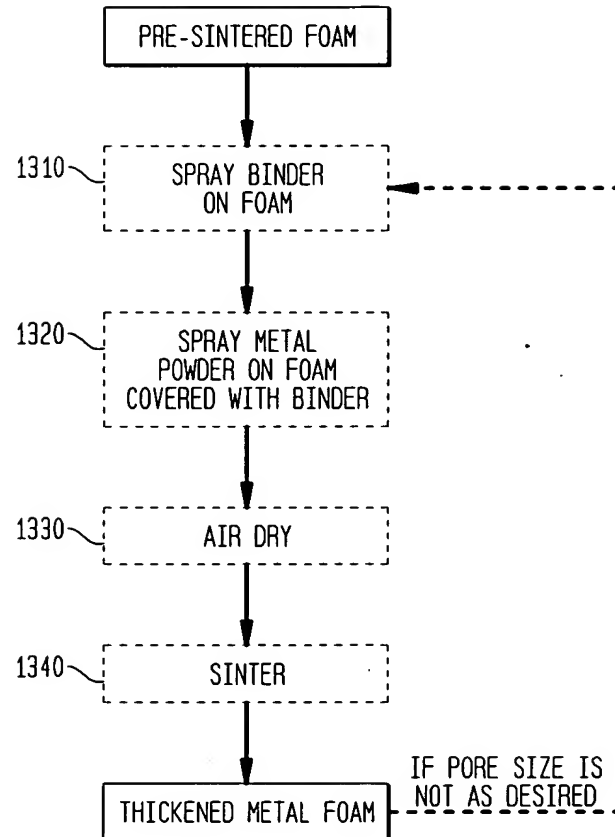 PRE-SINTERED FOAM
1310
SPRAY BINDER
ON FOAM
1320
SPRAY METAL
POWDER ON FOAM
COVERED WITH BINDER
1330
AIR DRY
1340
SINTER
THICKENED METAL FOAM
IF PORE SIZE IS
NOT AS DESIRED